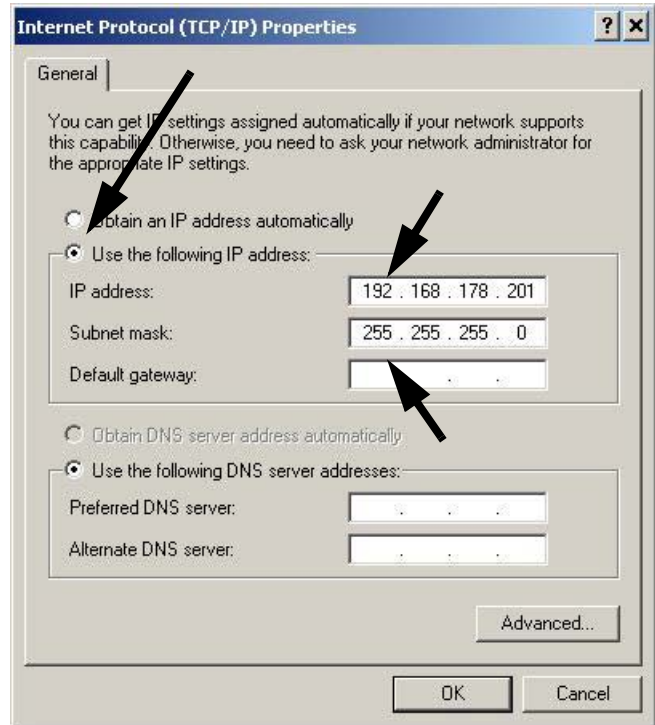 Internet Protocol (TCP/IP) Properties
General
You can get IP settings assigned automatically if your network supports
this capability. Otherwise, you need to ask your network administrator for
the appropriate IP settings.
Obtain an IP address automatically
Use the following IP address:
IP address: 192 . 168 . 178 . 201
Subnet mask: 255 . 255 . 255 . 0
Default gateway: . . .
Obtain DNS server address automatically
Use the following DNS server addresses:
Preferred DNS server: . . .
Alternate DNS server: . . .
Advanced...
OK Cancel